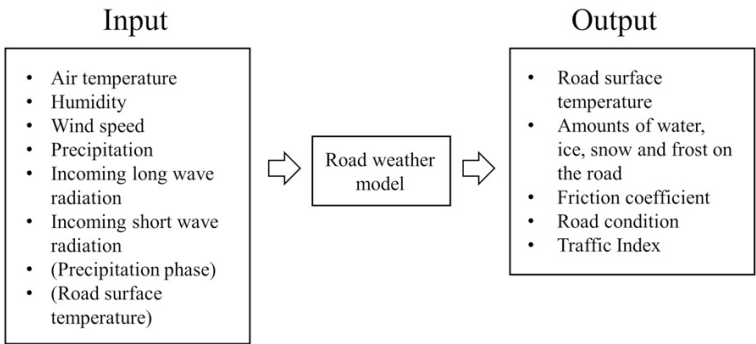 Input
• Air temperature
• Humidity
• Wind speed
• Precipitation
• Incoming long wave
radiation
• Incoming short wave
radiation
• (Precipitation phase)
• (Road surface
temperature)
Road weather
model
Output
• Road surface
temperature
• Amounts of water,
ice, snow and frost on
the road
• Friction coefficient
• Road condition
• Traffic Index